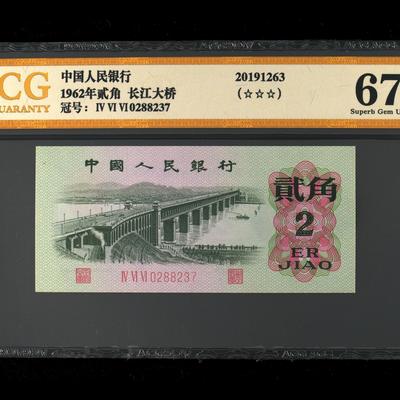 CG
UARANTY
中国人民银行
1962年贰角 长江大桥
冠号：Ⅳ Ⅵ Ⅵ 0288237
20191263
(☆☆☆)
67
Superb Gem U
中國人民銀行
貳角
2
ER
JIAO
Ⅳ Ⅵ Ⅵ 0288237